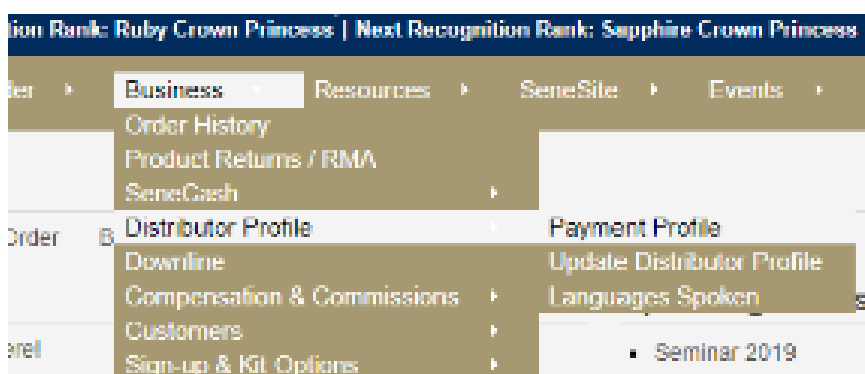 tion Rank: Ruby Crown Princess | Next Recognition Rank: Sapphire Crown Princess
der Business Resources SeneSite Events
Order History
Product Returns / RMA
SeneCash
Order B Distributor Profile Payment Profile
Downline Update Distributor Profile
Compensation & Commissions Languages Spoken
Customers
Sign-up & Kit Options • Seminar 2019